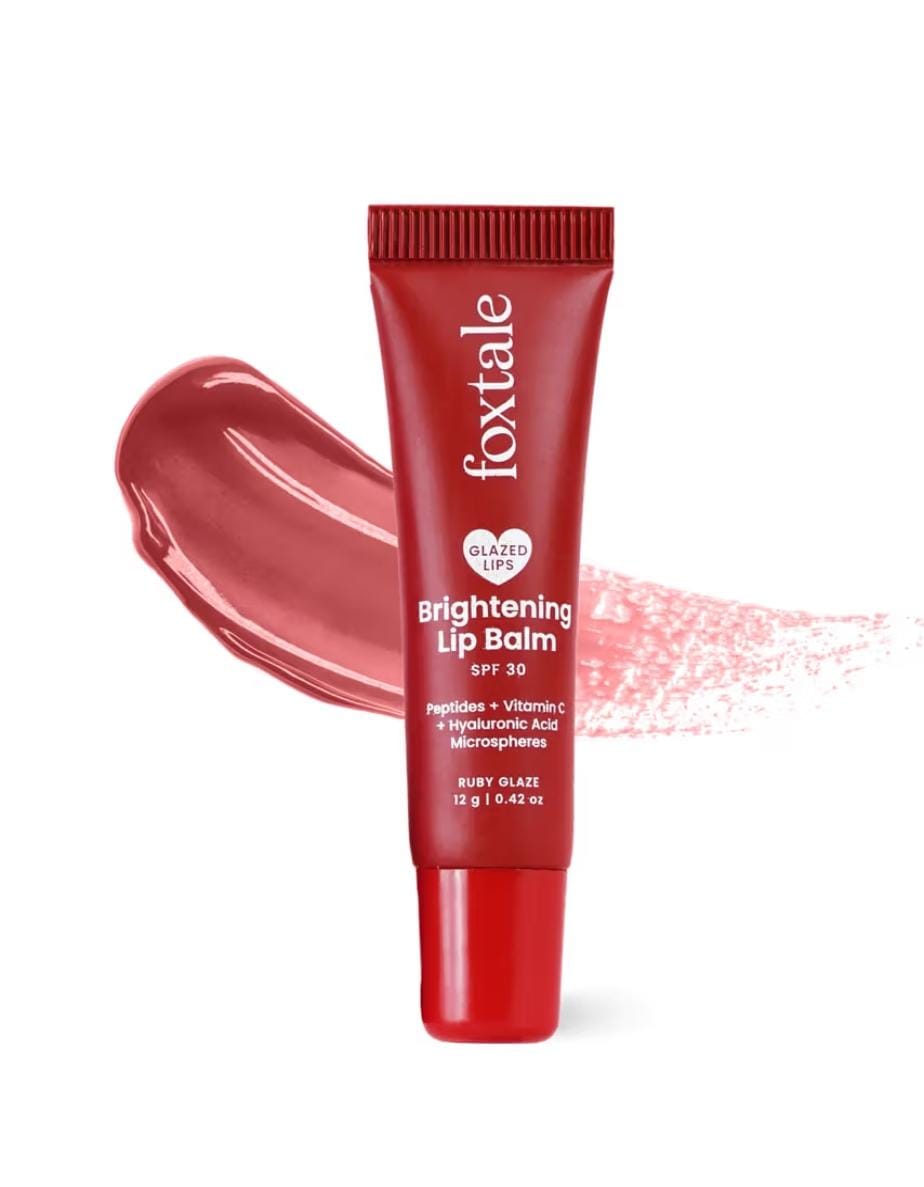 foxtale
GLAZED
LIPS
Brightening
Lip Balm
SPF 30
Peptides + Vitamin C
+ Hyaluronic Acid
Microspheres
RUBY GLAZE
12 g | 0.42 oz